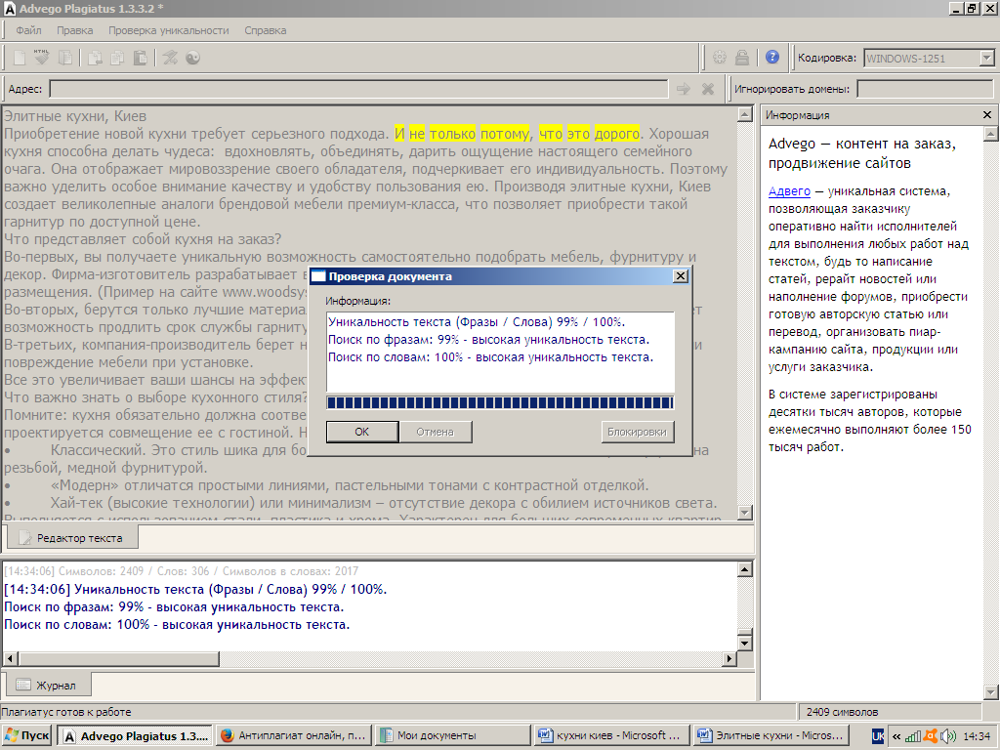 Advego Plagiatus 1.3.3.2 *
Файл Правка Проверка уникальности Справка
Кодировка: WINDOWS-1251
Адрес: Игнорировать домены:
Элитные кухни, Киев
Приобретение новой кухни требует серьезного подхода. И не только потому, что это дорого. Хорошая
кухня способна делать чудеса: вдохновлять, объединять, дарить ощущение настоящего семейного
очага. Она отображает мировоззрение своего обладателя, подчеркивает его индивидуальность. Поэтому
важно уделить особое внимание качеству и удобству пользования ею. Производя элитные кухни, Киев
создает великолепные аналоги брендовой мебели премиум-класса, что позволяет приобрести такой
гарнитур по доступной цене.
Что представляет собой кухня на заказ?
Во-первых, вы получаете уникальную возможность самостоятельно подобрать мебель, фурнитуру и
декор. Фирма-изготовитель разрабатывает
размещения. (Пример на сайте www.woodsy
Во-вторых, берутся только лучшие материа
возможность продлить срок службы гарниту
В-третьих, компания-производитель берет н
повреждение мебели при установке.
Все это увеличивает ваши шансы на эффект
Что важно знать о выборе кухонного стиля?
Помните: кухня обязательно должна соотве
проектируется совмещение ее с гостиной. Н
• Классический. Это стиль шика для бо на
резьбой, медной фурнитурой.
• «Модерн» отличатся простыми линиями, пастельными тонами с контрастной отделкой.
• Хай-тек (высокие технологии) или минимализм – отсутствие декора с обилием источников света.
Выполняется с использованием стали, пластика и хрома. Характерен для больших современных квартир
Проверка документа
Информация:
Уникальность текста (Фразы / Слова) 99% / 100%.
Поиск по фразам: 99% - высокая уникальность текста.
Поиск по словам: 100% - высокая уникальность текста.
OK Отмена Блокировки
Редактор текста
[14:34:06] Символов: 2409 / Слов: 306 / Символов в словах: 2017
[14:34:06] Уникальность текста (Фразы / Слова) 99% / 100%.
Поиск по фразам: 99% - высокая уникальность текста.
Поиск по словам: 100% - высокая уникальность текста.
Журнал
Информация
Advego — контент на заказ,
продвижение сайтов
Адвего — уникальная система,
позволяющая заказчику
оперативно найти исполнителей
для выполнения любых работ над
текстом, будь то написание
статей, рерайт новостей или
наполнение форумов, приобрести
готовую авторскую статью или
перевод, организовать пиар-
кампанию сайта, продукции или
услуги заказчика.
В системе зарегистрированы
десятки тысяч авторов, которые
ежемесячно выполняют более 150
тысяч работ.
Плагиатус готов к работе 2409 символов
Пуск Advego Plagiatus 1.3.... Антиплагиат онлайн, п... Мои документы кухни киев - Microsoft ... Элитные кухни - Micros... UK 14:34